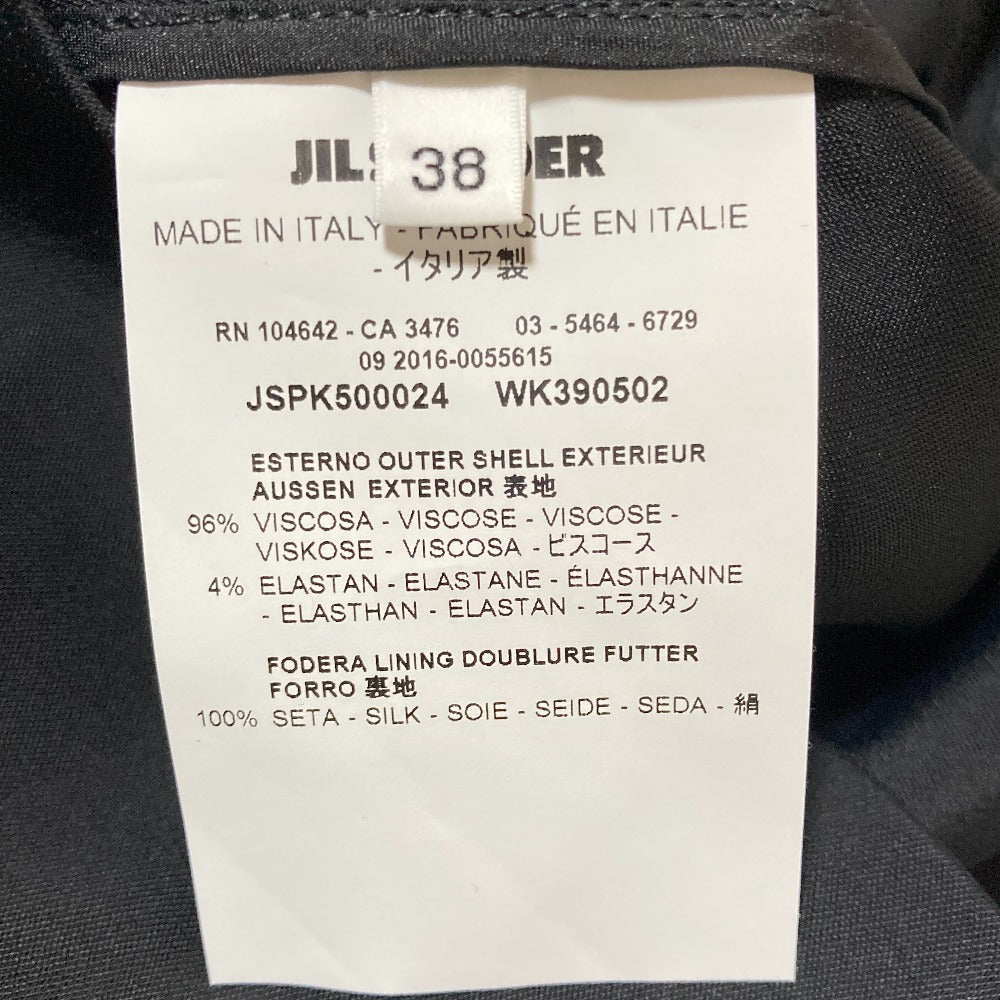 38
MADE IN ITALY - FABRIQUÉ EN ITALIE
- イタリア製
RN 104642 - CA 3476 03 - 5464 - 6729
09 2016-0055615
JSPK500024 WK390502
ESTERNO OUTER SHELL EXTERIEUR
AUSSEN EXTERIOR 表地
96% VISCOSA - VISCOSE - VISCOSE -
VISKOSE - VISCOSA - ビスコース
4% ELASTAN - ELASTANE - ÉLASTHANNE
- ELASTHAN - ELASTAN - エラスタン
FODERA LINING DOUBLURE FUTTER
FORRO 裏地
100% SETA - SILK - SOIE - SEIDE - SEDA - 絹